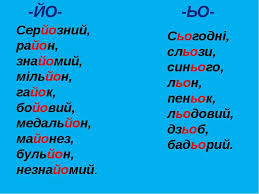 -ЙО-
Серйозний,
район,
знайомий,
мільйон,
гайок,
бойовий,
медальйон,
майонез,
бульйон,
незнайомий.
-ЬО-
Сьогодні,
сльози,
синього,
льон,
пеньок,
льодовий,
дзьоб,
бадьорий.